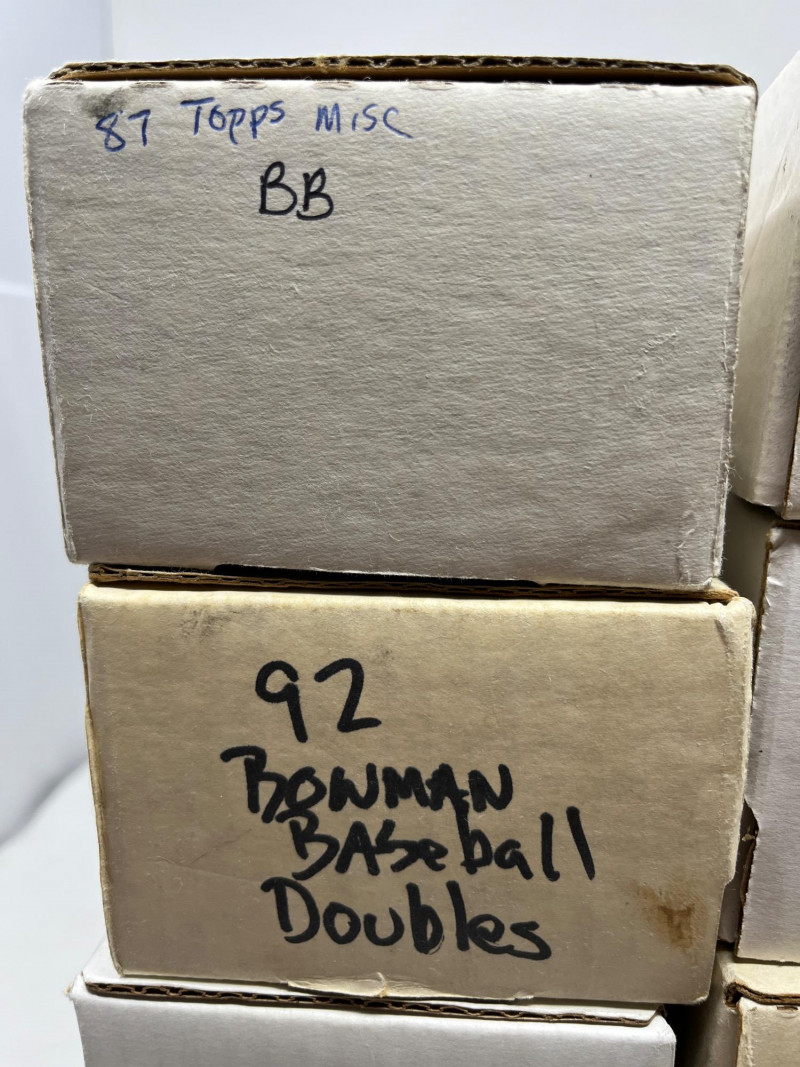 87 Topps Misc
BB
92
BOWMAN
BASeball
Doubles